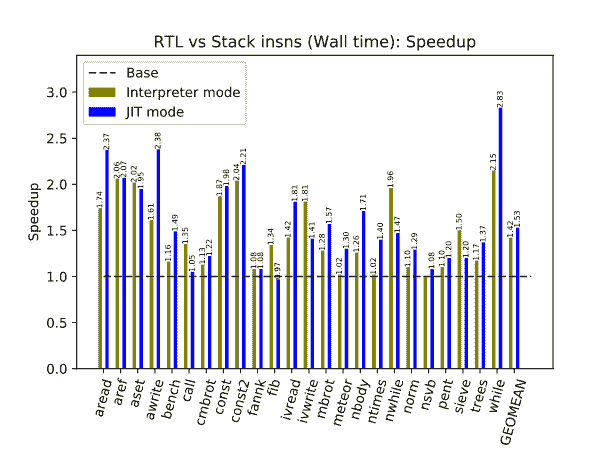 RTL vs Stack insns (Wall time): Speedup
Base
Interpreter mode
JIT mode
Speedup
3.0
2.5
2.0
1.5
1.0
0.5
0.0
1.74 2.37
2.06 2.07
2.02 1.95
1.61 2.38
1.16 1.49
1.35 1.05
1.13 1.22
1.87 1.98
2.04 2.21
1.08 1.08
1.34 0.97
1.42 1.81
1.81 1.41
1.28 1.57
1.02 1.30
1.26 1.71
1.02 1.40
1.96 1.47
1.10 1.29
1.08
1.10 1.20
1.50 1.20
1.17 1.37
2.15 2.83
1.42 1.53
aread
aref
aset
awrite
bench
call
cmbrot
const
const2
fannk
fib
ivread
ivwrite
mbrot
meteor
nbody
ntimes
nwhile
norm
nsvb
pent
sieve
trees
while
GEOMEAN